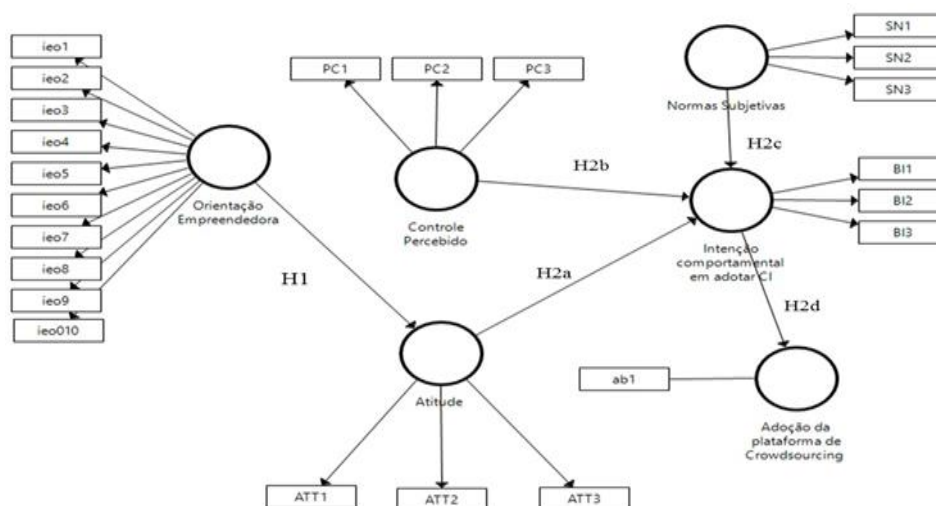 ieo1
ieo2
ieo3
ieo4
ieo5
ieo6
ieo7
ieo8
ieo9
ieo010
Orientação
Empreendedora
PC1
PC2
PC3
Controle
Percebido
SN1
SN2
SN3
Normas Subjetivas
H2c
H2b
BI1
BI2
BI3
Intenção
comportamental
em adotar CI
H1
H2a
H2d
Atitude
ATT1
ATT2
ATT3
ab1
Adoção da
plataforma de
Crowdsourcing